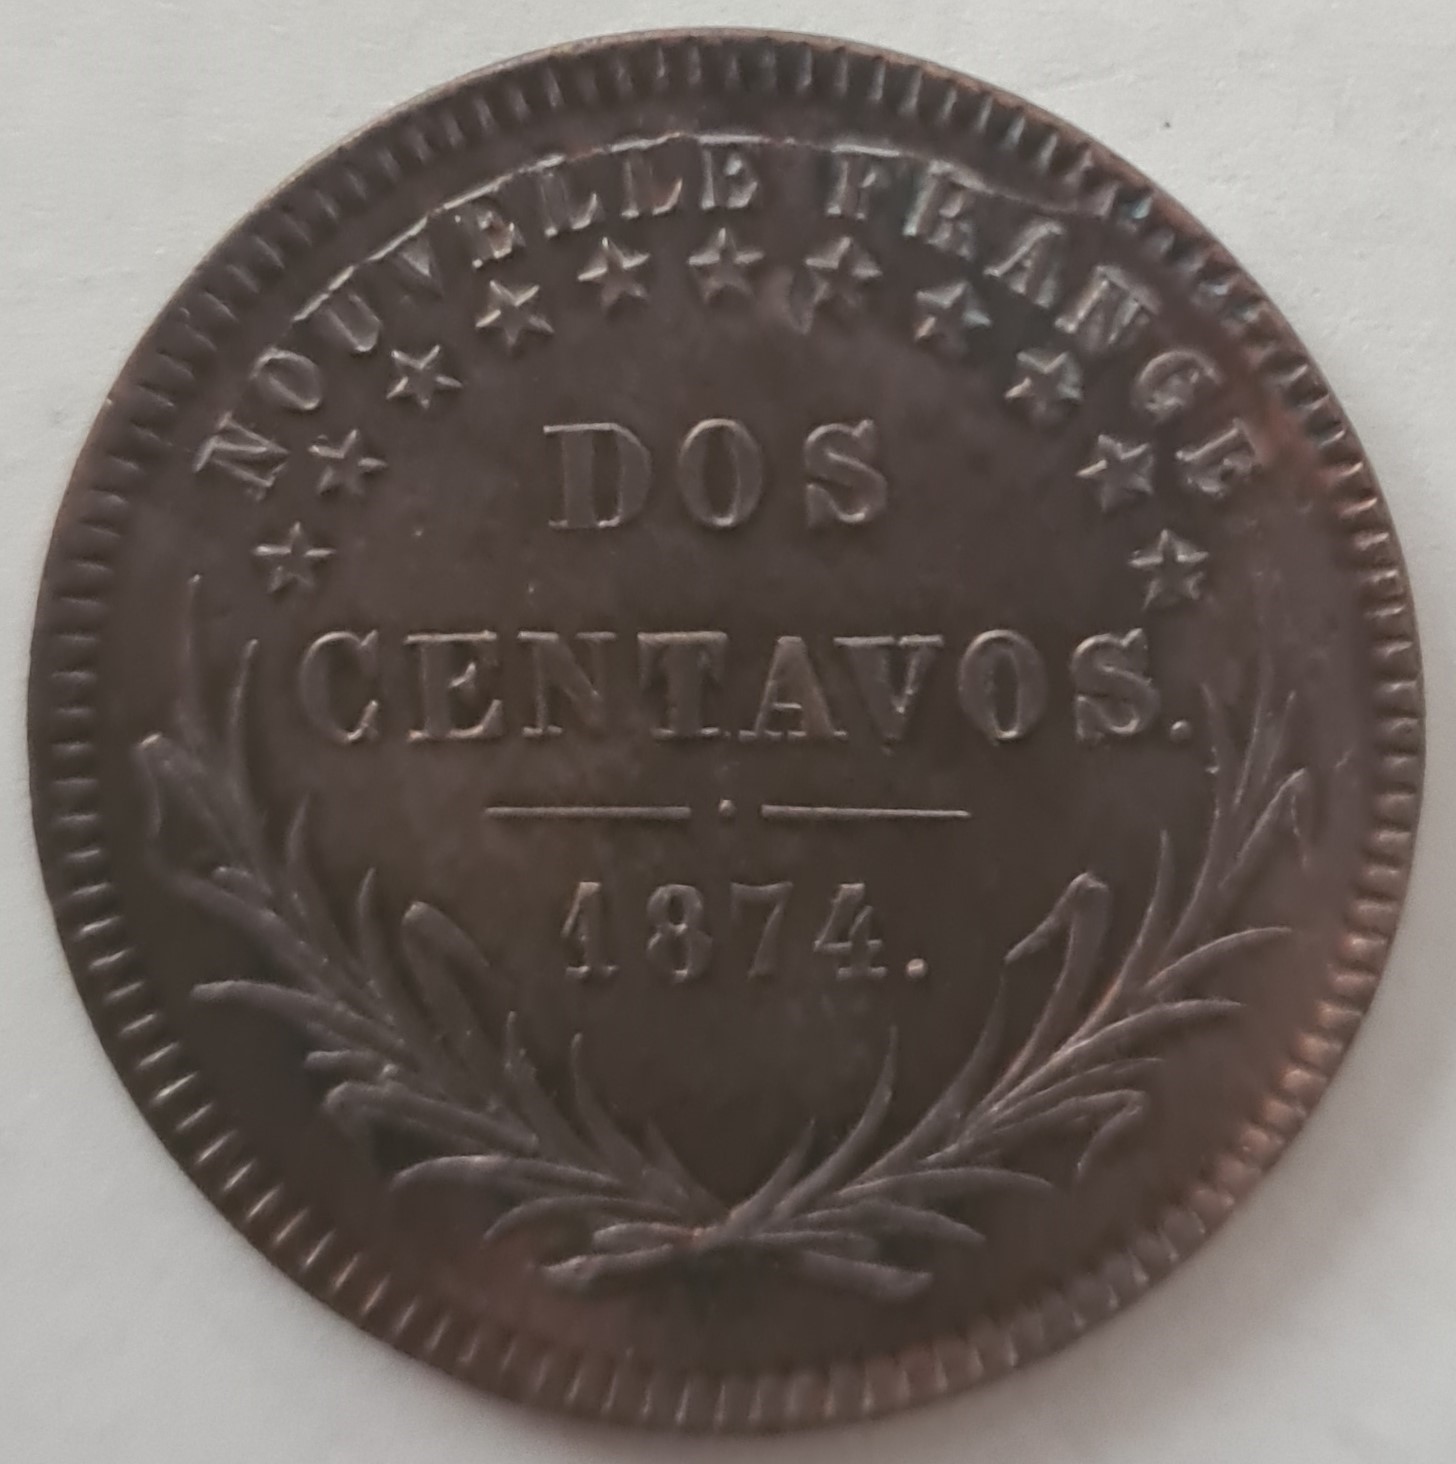 NOUVELLE FRANCE
DOS
CENTAVOS.
1874.